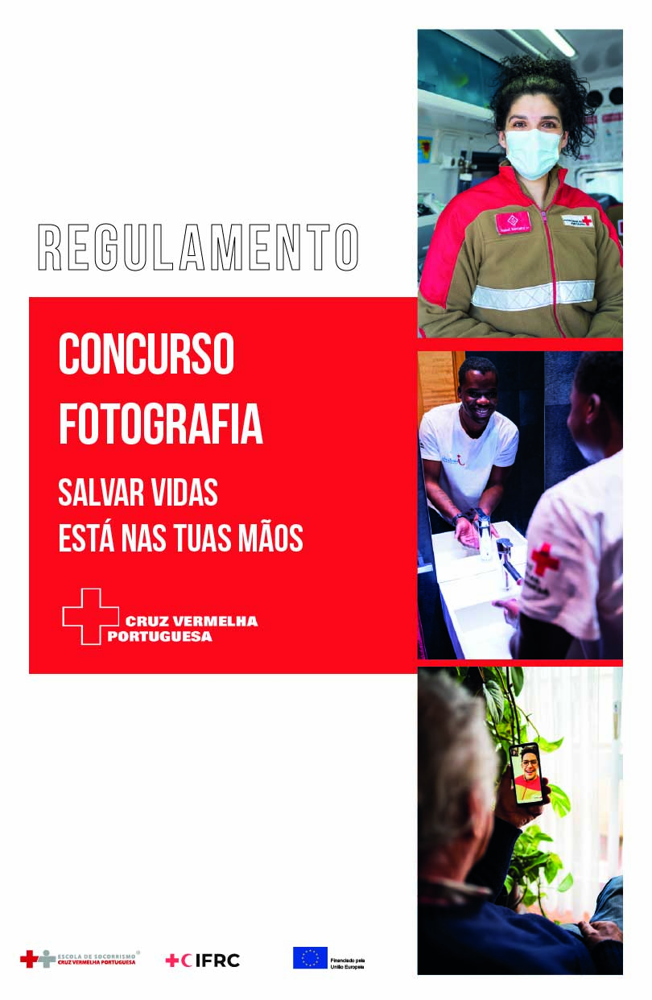 REGULAMENTO
CONCURSO
FOTOGRAFIA
SALVAR VIDAS
ESTÁ NAS TUAS MÃOS
CRUZ VERMELHA
PORTUGUESA
ESCOLA DE SOCORRISMO®
CRUZ VERMELHA PORTUGUESA
IFRC
Financiado pela
União Europeia